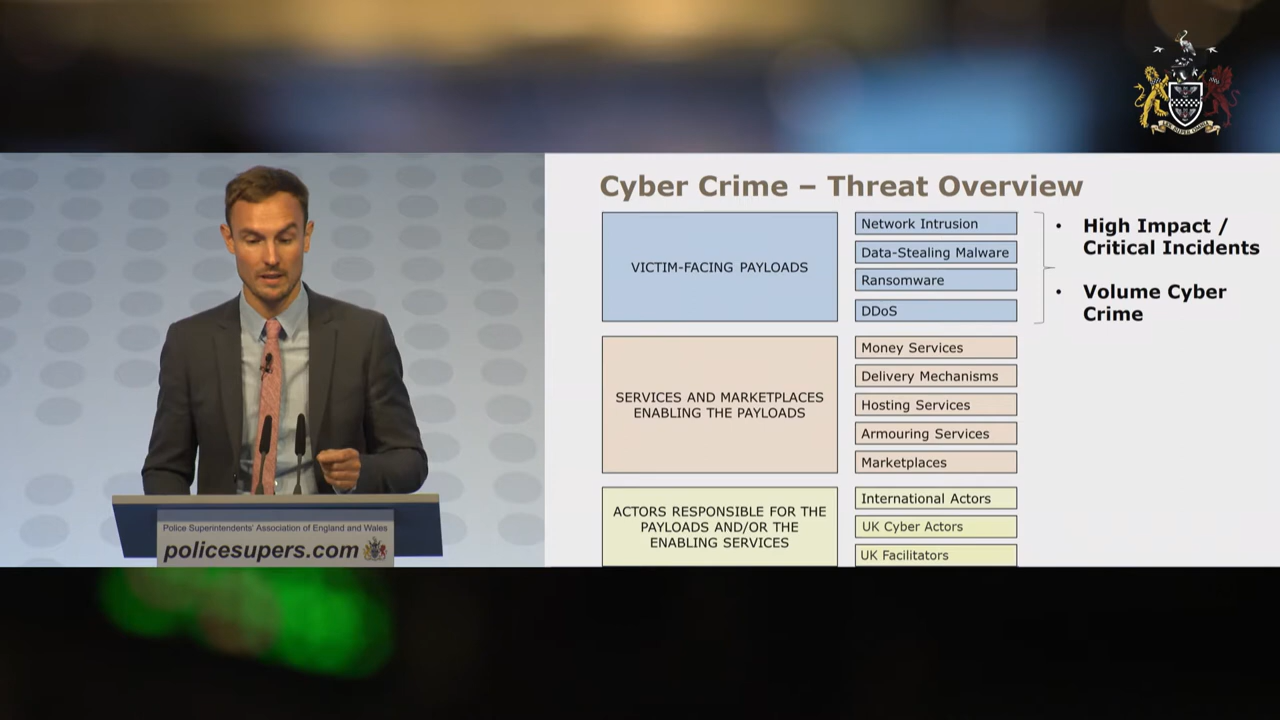 Cyber Crime – Threat Overview
VICTIM-FACING PAYLOADS
Network Intrusion
Data-Stealing Malware
Ransomware
DDoS
• High Impact /
Critical Incidents
• Volume Cyber
Crime
SERVICES AND MARKETPLACES
ENABLING THE PAYLOADS
Money Services
Delivery Mechanisms
Hosting Services
Armouring Services
Marketplaces
ACTORS RESPONSIBLE FOR THE
PAYLOADS AND/OR THE
ENABLING SERVICES
International Actors
UK Cyber Actors
UK Facilitators
Police Superintendents' Association of England and Wales
policesupers.com